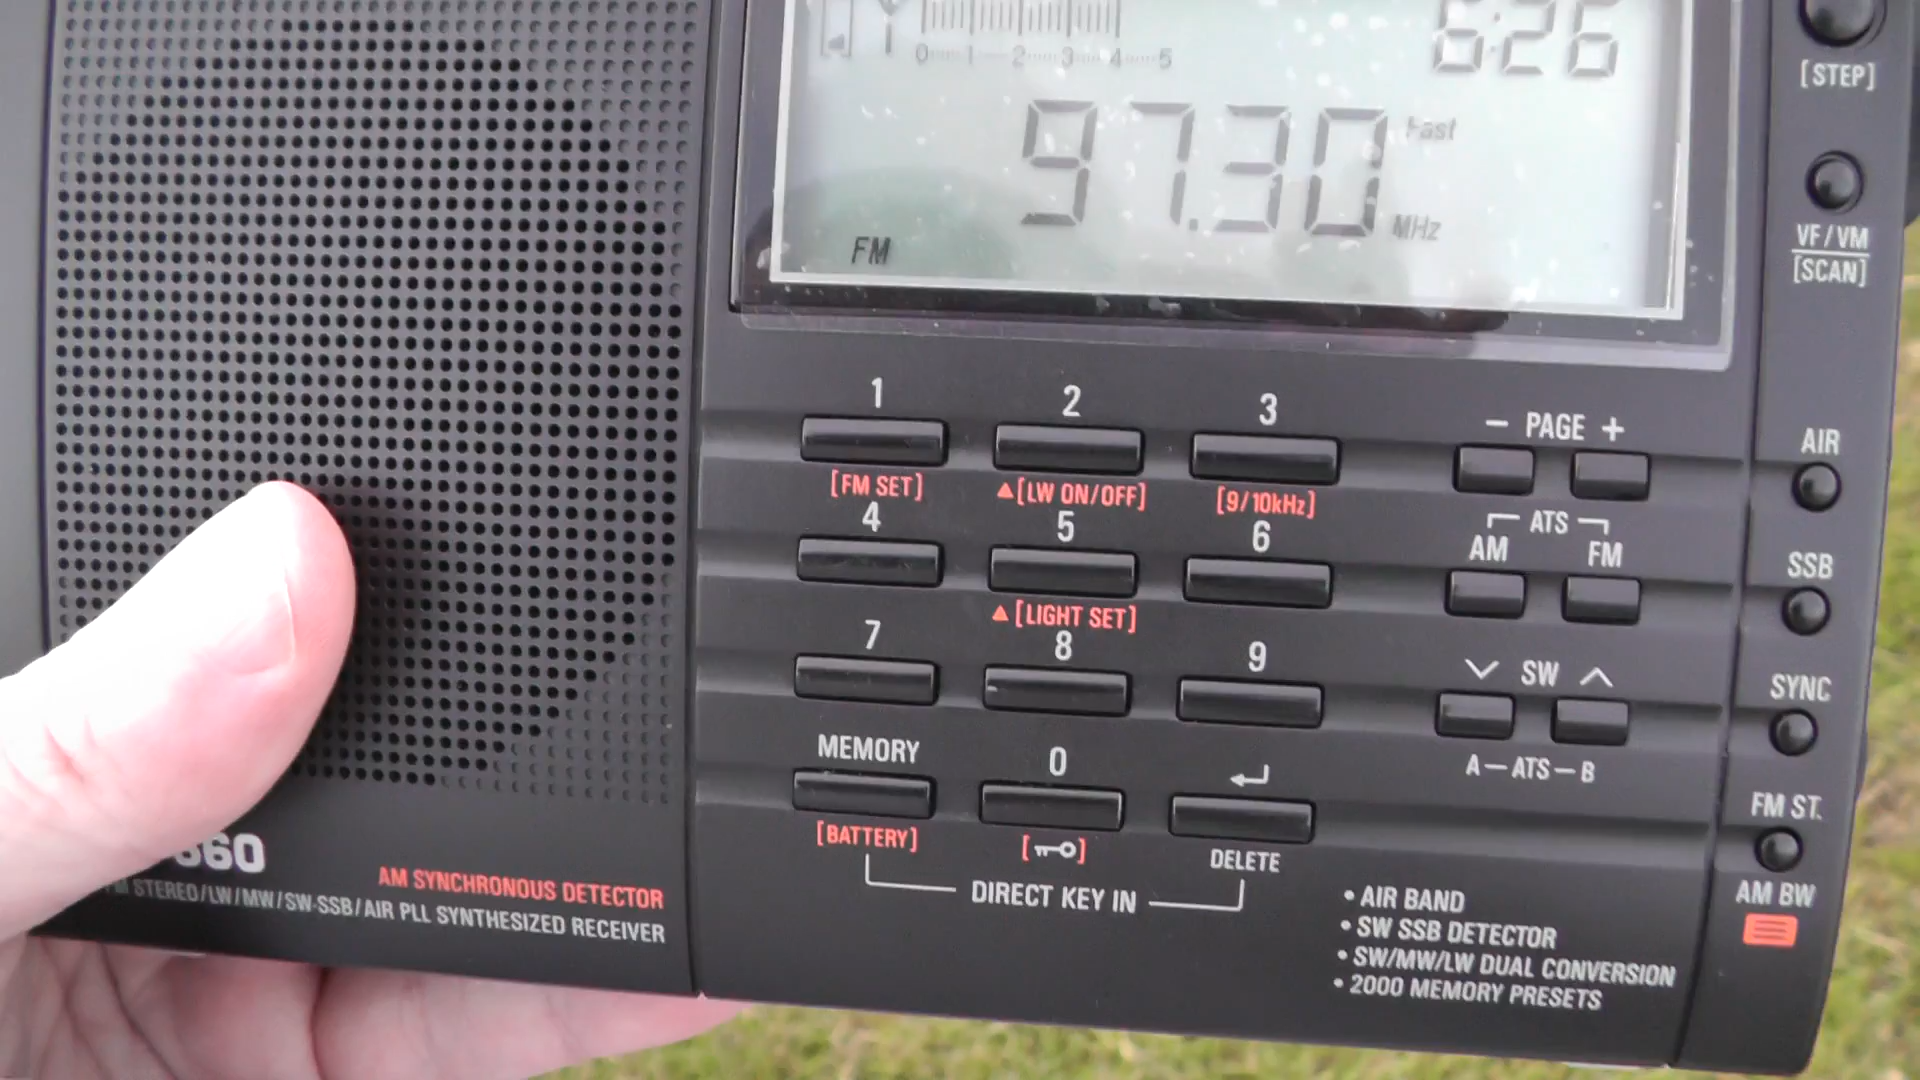 6:26
0 1 2 3 4 5
97.30 Fast
MHz
FM
[STEP]
VF/VM
[SCAN]
1 2 3
[FM SET] [LW ON/OFF] [9/10kHz]
4 5 6
[LIGHT SET]
7 8 9
MEMORY 0
[BATTERY]
DELETE
DIRECT KEY IN
- PAGE +
ATS
AM FM
SW
A-ATS-B
AIR
SSB
SYNC
FM ST.
AM BW
660
AM SYNCHRONOUS DETECTOR
FM STEREO/LW/MW/SW-SSB/AIR PLL SYNTHESIZED RECEIVER
• AIR BAND
• SW SSB DETECTOR
• SW/MW/LW DUAL CONVERSION
• 2000 MEMORY PRESETS